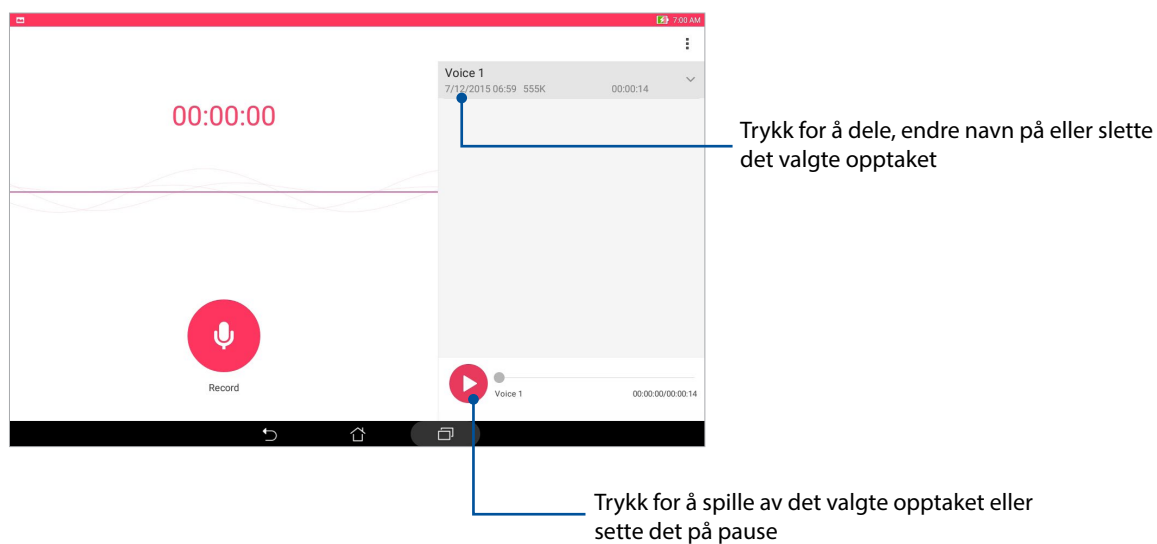 7:00 AM
Voice 1
7/12/2015 06:59 555K 00:00:14
00:00:00
Trykk for å dele, endre navn på eller slette
det valgte opptaket
Record
Voice 1 00:00:00/00:00:14
Trykk for å spille av det valgte opptaket eller
sette det på pause